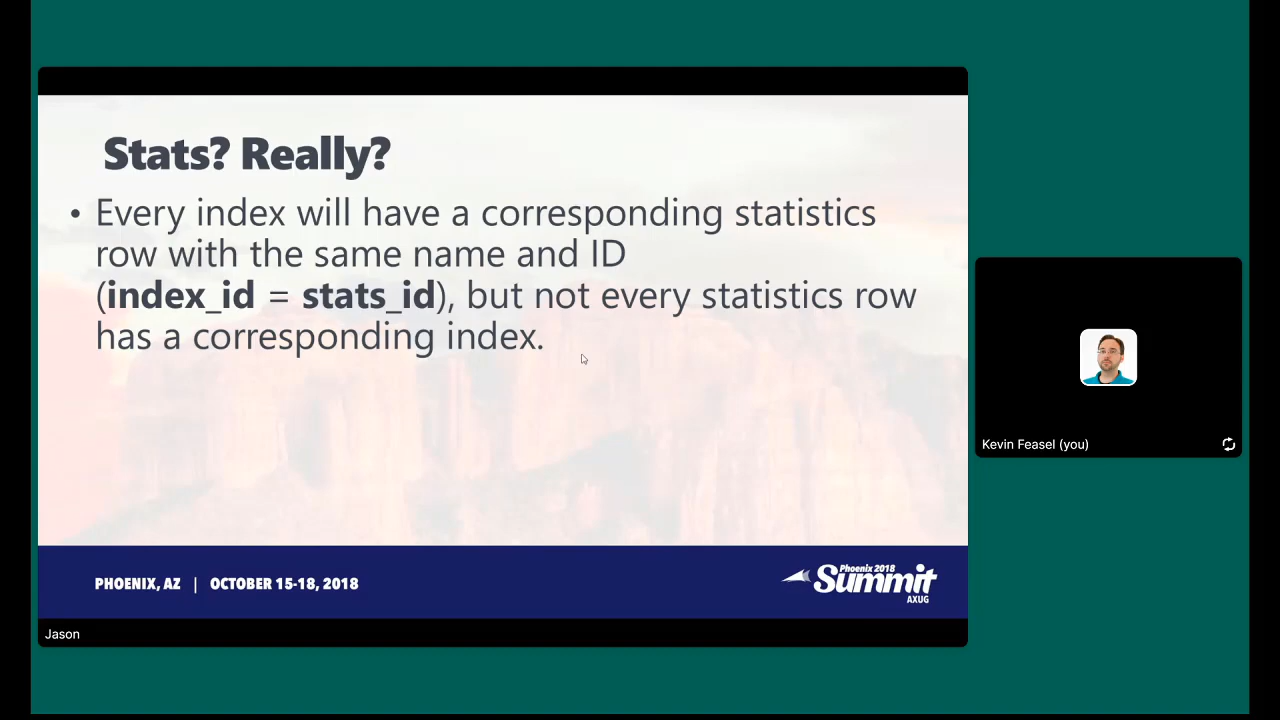 Stats? Really?
• Every index will have a corresponding statistics
row with the same name and ID
(index_id = stats_id), but not every statistics row
has a corresponding index.
PHOENIX, AZ | OCTOBER 15-18, 2018
Phoenix 2018
Summit
AXUG
Jason
Kevin Feasel (you)